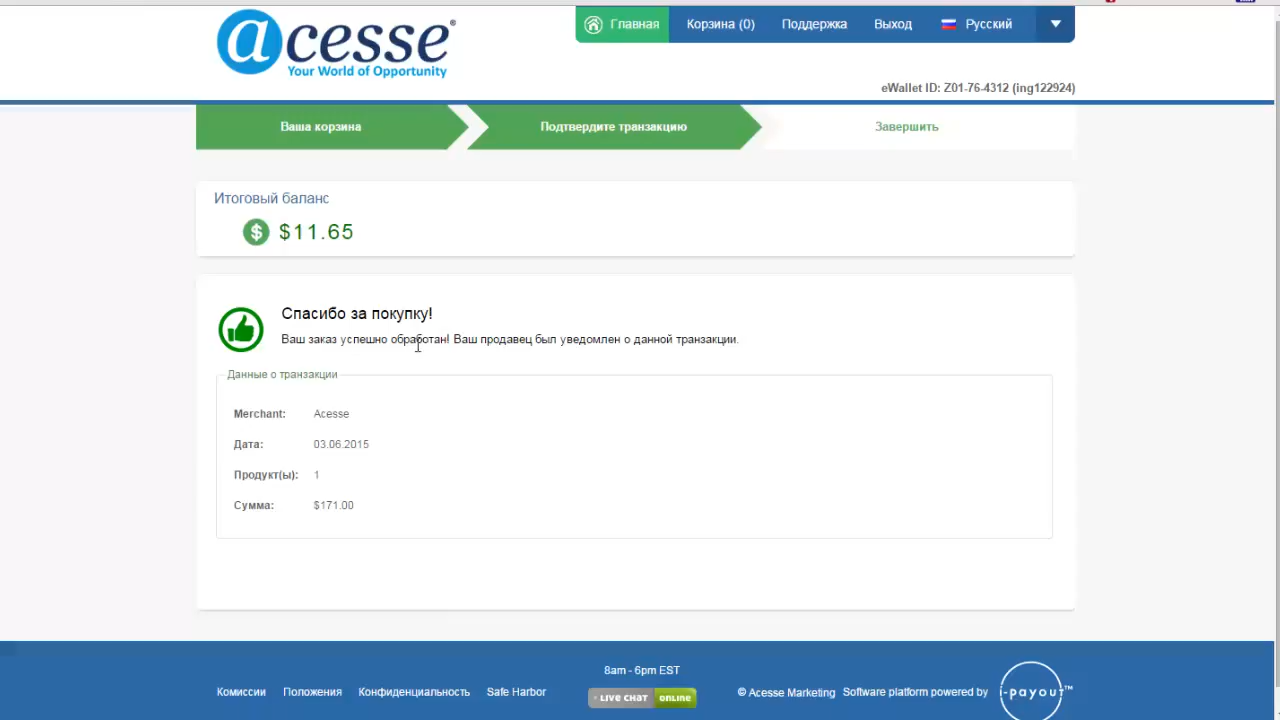 acesse®
Your World of Opportunity
Главная Корзина (0) Поддержка Выход Русский
eWallet ID: Z01-76-4312 (ing122924)
Ваша корзина Подтвердите транзакцию Завершить
Итоговый баланс
$ $11.65
Спасибо за покупку!
Ваш заказ успешно обработан! Ваш продавец был уведомлен о данной транзакции.
Данные о транзакции
Merchant: Acesse
Дата: 03.06.2015
Продукт(ы): 1
Сумма: $171.00
8am - 6pm EST
Комиссии Положения Конфиденциальность Safe Harbor LIVE CHAT ONLINE © Acesse Marketing Software platform powered by i-payout™